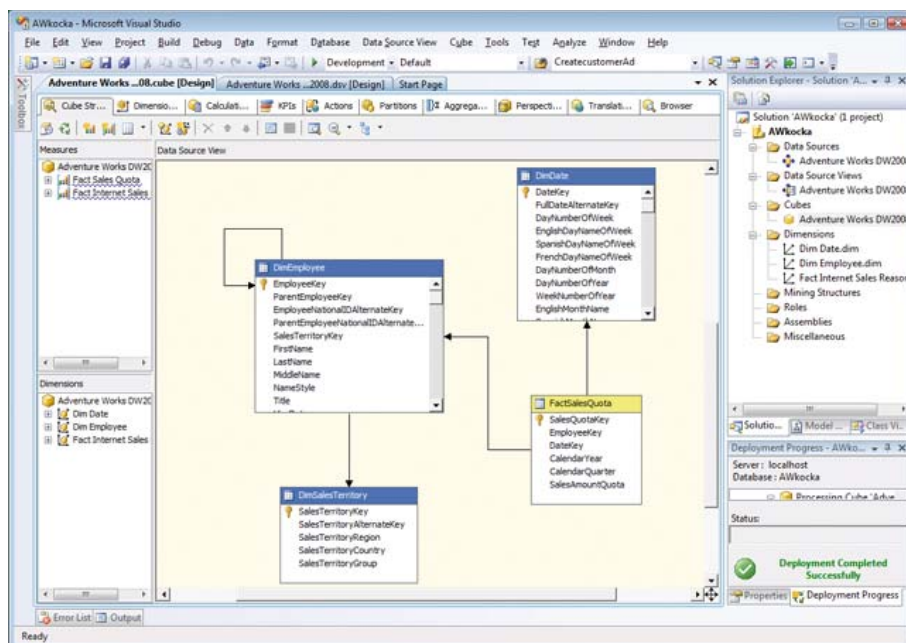 AWkocka - Microsoft Visual Studio
File Edit View Project Build Debug Data Format Database Data Source View Cube Tools Test Analyze Window Help
Development - Default
CreatecustomerAd
Adventure Works ...08.cube [Design] Adventure Works ...2008.dsv [Design] Start Page
Cube Str... Dimensio... Calculati... KPIs Actions Partitions Aggrega... Perspecti... Translati... Browser
Toolbox
Measures
Adventure Works DW20
Fact Sales Quota
Fact Internet Sales
Dimensions
Adventure Works DW20
Dim Date
Dim Employee
Fact Internet Sales
Data Source View
DimDate
DateKey
FullDateAlternateKey
DayNumberOfWeek
EnglishDayNameOfWeek
SpanishDayNameOfWeek
FrenchDayNameOfWeek
DayNumberOfMonth
DayNumberOfYear
WeekNumberOfYear
EnglishMonthName
DimEmployee
EmployeeKey
ParentEmployeeKey
EmployeeNationalIDAlternateKey
ParentEmployeeNationalIDAlternate...
SalesTerritoryKey
FirstName
LastName
MiddleName
NameStyle
Title
FactSalesQuota
SalesQuotaKey
EmployeeKey
DateKey
CalendarYear
CalendarQuarter
SalesAmountQuota
DimSalesTerritory
SalesTerritoryKey
SalesTerritoryAlternateKey
SalesTerritoryRegion
SalesTerritoryCountry
SalesTerritoryGroup
Solution Explorer - Solution 'A...
Solution 'AWkocka' (1 project)
AWkocka
Data Sources
Adventure Works DW200
Data Source Views
Adventure Works DW200
Cubes
Adventure Works DW200
Dimensions
Dim Date.dim
Dim Employee.dim
Fact Internet Sales Reason
Mining Structures
Roles
Assemblies
Miscellaneous
Solutio... Model ... Class Vi...
Deployment Progress - AWko...
Server : localhost
Database : AWkocka
Processing Cube 'Adve
Status:
Deployment Completed
Successfully
Properties Deployment Progress
Error List Output
Ready